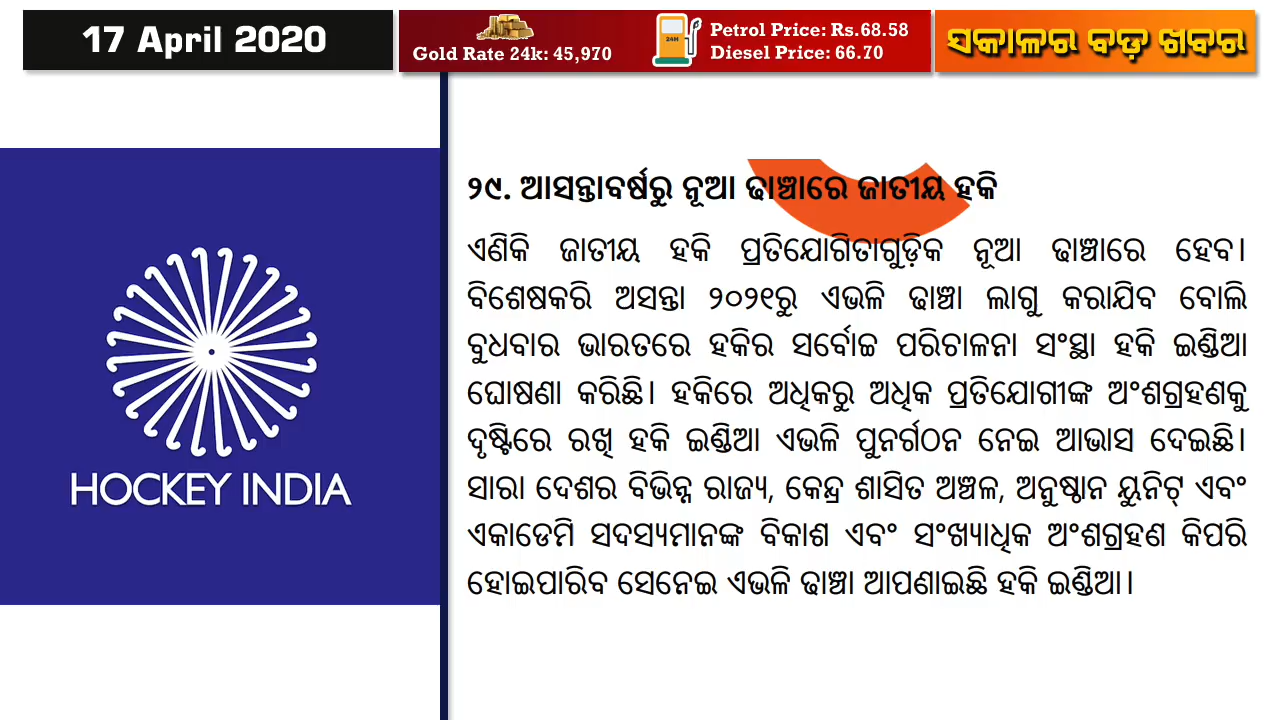 17 April 2020
Gold Rate 24k: 45,970
24H
Petrol Price: Rs.68.58
Diesel Price: 66.70
ସକାଳର ବଡ଼ ଖବର
୨୯. ଆସନ୍ତାବର୍ଷରୁ ନୂଆ ଢାଞ୍ଚାରେ ଜାତୀୟ ହକି
ଏଣିକି ଜାତୀୟ ହକି ପ୍ରତିଯୋଗିତାଗୁଡ଼ିକ ନୂଆ ଢାଞ୍ଚାରେ ହେବ।
ବିଶେଷକରି ଅସନ୍ତା ୨୦୨୧ରୁ ଏଭଳି ଢାଞ୍ଚା ଲାଗୁ କରାଯିବ ବୋଲି
ବୁଧବାର ଭାରତରେ ହକିର ସର୍ବୋଚ୍ଚ ପରିଚାଳନା ସଂସ୍ଥା ହକି ଇଣ୍ଡିଆ
ଘୋଷଣା କରିଛି। ହକିରେ ଅଧିକରୁ ଅଧିକ ପ୍ରତିଯୋଗୀଙ୍କ ଅଂଶଗ୍ରହଣକୁ
ଦୃଷ୍ଟିରେ ରଖି ହକି ଇଣ୍ଡିଆ ଏଭଳି ପୁନର୍ଗଠନ ନେଇ ଆଭାସ ଦେଇଛି।
ସାରା ଦେଶର ବିଭିନ୍ନ ରାଜ୍ୟ, କେନ୍ଦ୍ର ଶାସିତ ଅଞ୍ଚଳ, ଅନୁଷ୍ଠାନ ୟୁନିଟ୍ ଏବଂ
ଏକାଡେମି ସଦସ୍ୟମାନଙ୍କ ବିକାଶ ଏବଂ ସଂଖ୍ୟାଧିକ ଅଂଶଗ୍ରହଣ କିପରି
ହୋଇପାରିବ ସେନେଇ ଏଭଳି ଢାଞ୍ଚା ଆପଣାଇଛି ହକି ଇଣ୍ଡିଆ।
HOCKEY INDIA